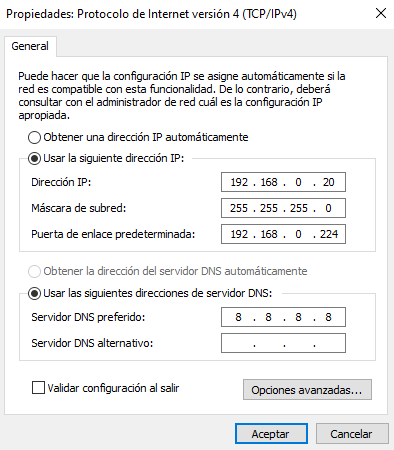 Propiedades: Protocolo de Internet versión 4 (TCP/IPv4)
General
Puede hacer que la configuración IP se asigne automáticamente si la
red es compatible con esta funcionalidad. De lo contrario, deberá
consultar con el administrador de red cuál es la configuración IP
apropiada.
Obtener una dirección IP automáticamente
Usar la siguiente dirección IP:
Dirección IP: 192 . 168 . 0 . 20
Máscara de subred: 255 . 255 . 255 . 0
Puerta de enlace predeterminada: 192 . 168 . 0 . 224
Obtener la dirección del servidor DNS automáticamente
Usar las siguientes direcciones de servidor DNS:
Servidor DNS preferido: 8 . 8 . 8 . 8
Servidor DNS alternativo: . . .
Validar configuración al salir
Opciones avanzadas...
Aceptar Cancelar